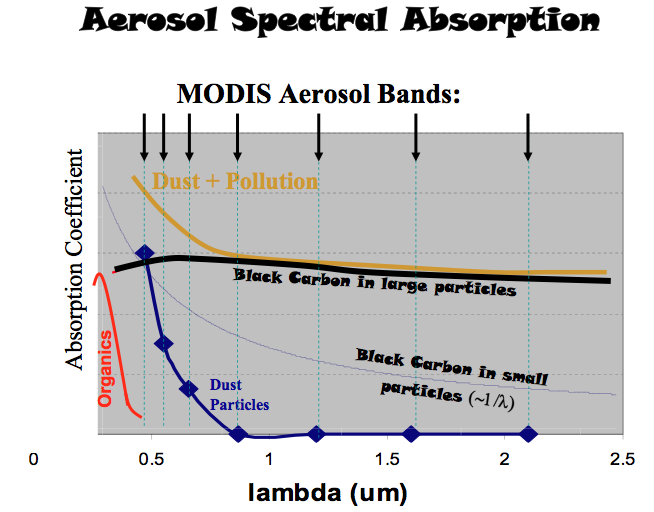 Aerosol Spectral Absorption
MODIS Aerosol Bands:
Absorption Coefficient
Dust + Pollution
Black Carbon in large particles
Organics
Dust
Particles
Black Carbon in small
particles (~1/λ)
0 0.5 1 1.5 2 2.5
lambda (um)